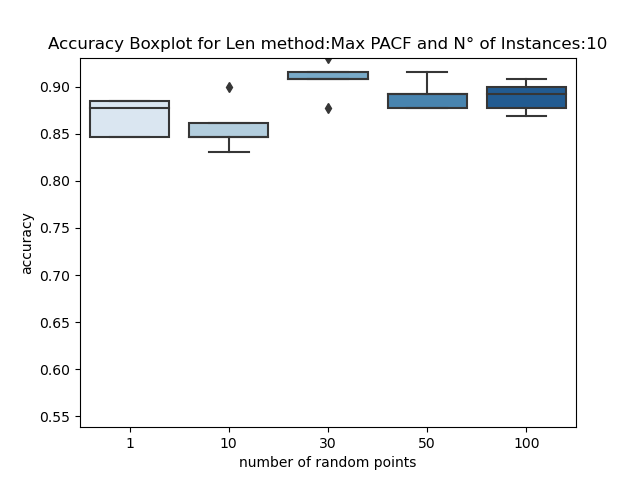 Accuracy Boxplot for Len method:Max PACF and N° of Instances:10
0.90
0.85
0.80
0.75
0.70
0.65
0.60
0.55
accuracy
1 10 30 50 100
number of random points